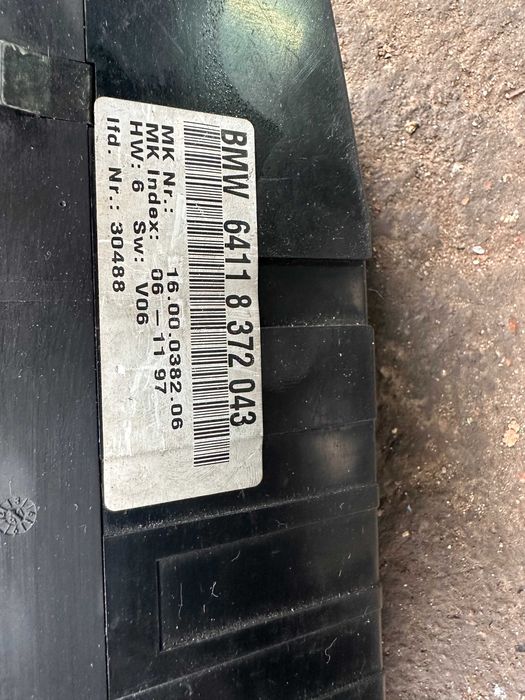 BMW 6411 8 372 043
MK Nr.: 16.00.0382.06
MK Index: 06 - 11 97
HW: 6 Sw: V06
lfd. Nr.: 30488